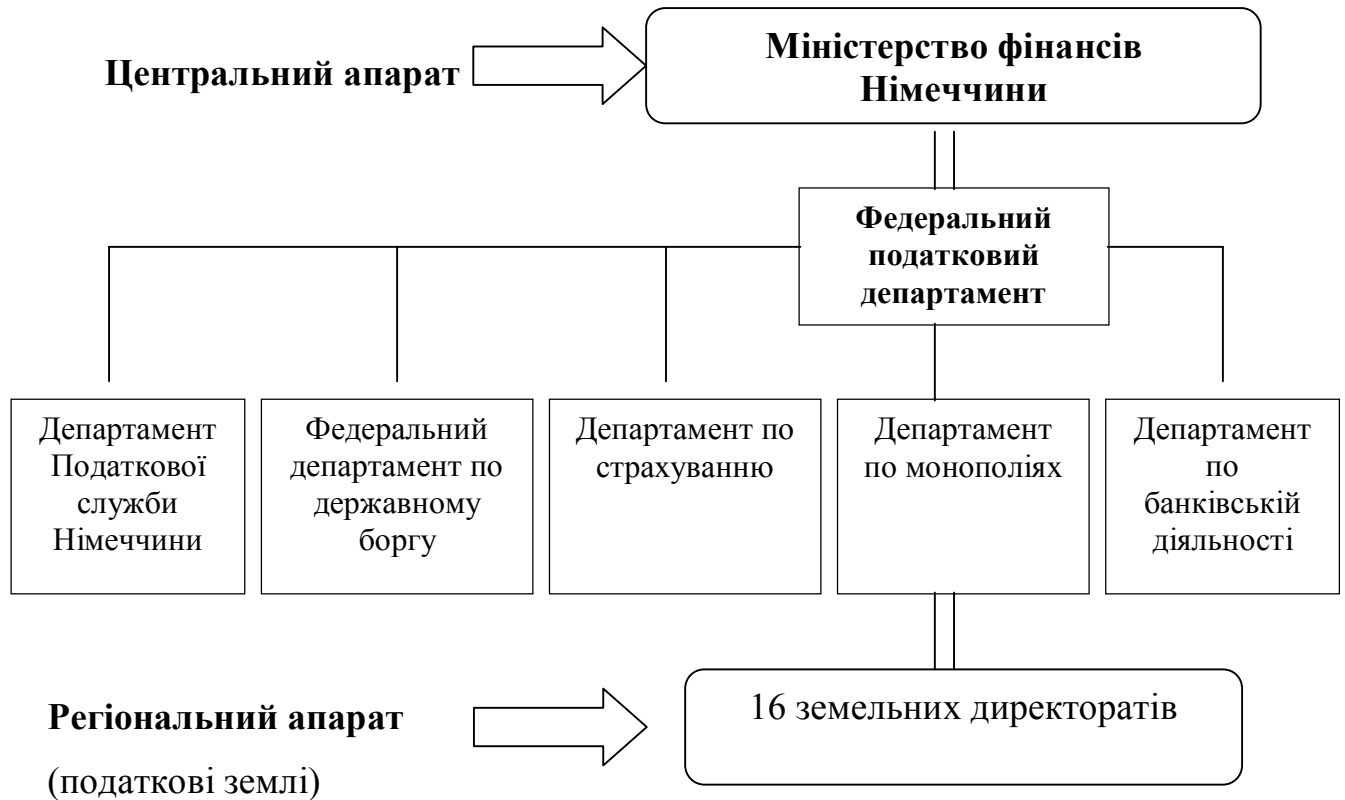 Центральний апарат
Міністерство фінансів
Німеччини
Федеральний
податковий
департамент
Департамент
Податкової
служби
Німеччини
Федеральний
департамент по
державному
боргу
Департамент по
страхуванню
Департамент
по монополіях
Департамент
по
банківській
діяльності
Регіональний апарат
(податкові землі)
16 земельних директоратів